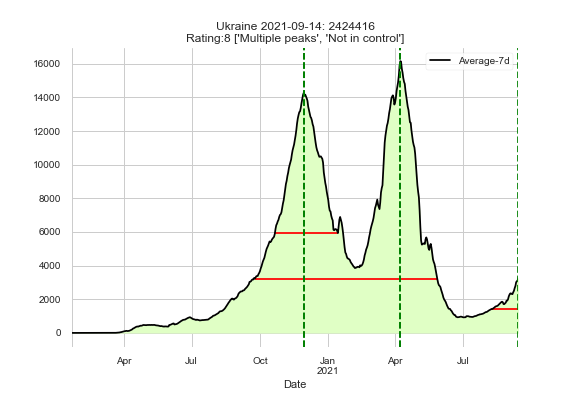 Ukraine 2021-09-14: 2424416
Rating:8 ['Multiple peaks', 'Not in control']
Average-7d
16000
14000
12000
10000
8000
6000
4000
2000
0
Apr Jul Oct Jan Apr Jul
2021
Date